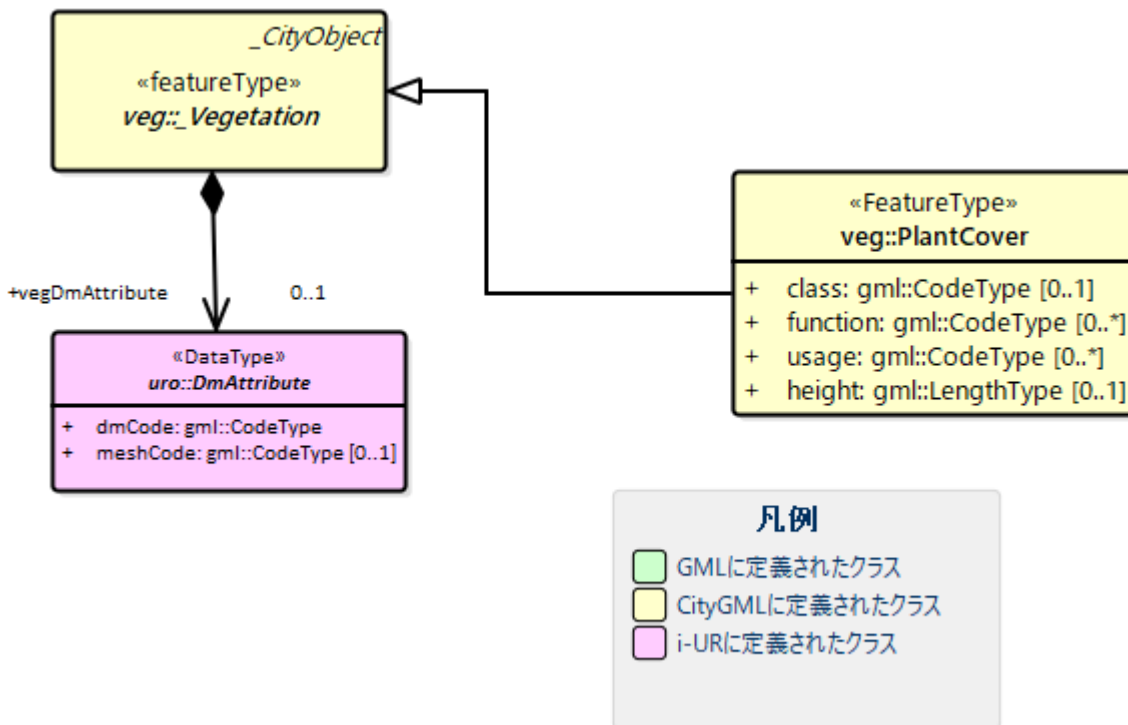 _CityObject
«featureType»
veg::_Vegetation
«FeatureType»
veg::PlantCover
+ class: gml::CodeType [0..1]
+ function: gml::CodeType [0..*]
+ usage: gml::CodeType [0..*]
+ height: gml::LengthType [0..1]
+vegDmAttribute 0..1
«DataType»
uro::DmAttribute
+ dmCode: gml::CodeType
+ meshCode: gml::CodeType [0..1]
凡例
GMLに定義されたクラス
CityGMLに定義されたクラス
i-URに定義されたクラス